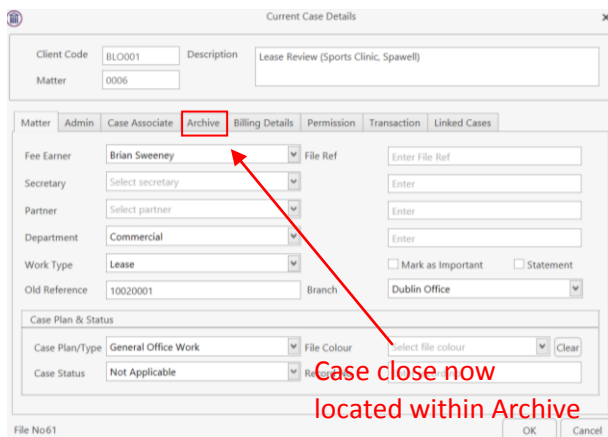 Current Case Details
Client Code BLO001 Description Lease Review (Sports Clinic, Spawell)
Matter 0006
Matter Admin Case Associate Archive Billing Details Permission Transaction Linked Cases
Fee Earner Brian Sweeney File Ref Enter File Ref
Secretary Select secretary Enter
Partner Select partner Enter
Department Commercial Enter
Work Type Lease Mark as Important Statement
Old Reference 10020001 Branch Dublin Office
Case Plan & Status
Case Plan/Type General Office Work File Colour Select file colour Clear
Case Status Not Applicable
Case close now
located within Archive
File No61 OK Cancel